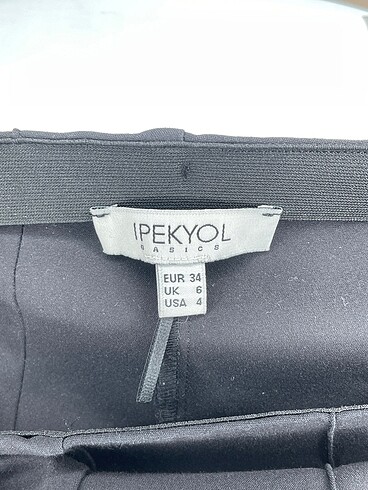 IPEKYOL
BASICS
EUR 34
UK 6
USA 4